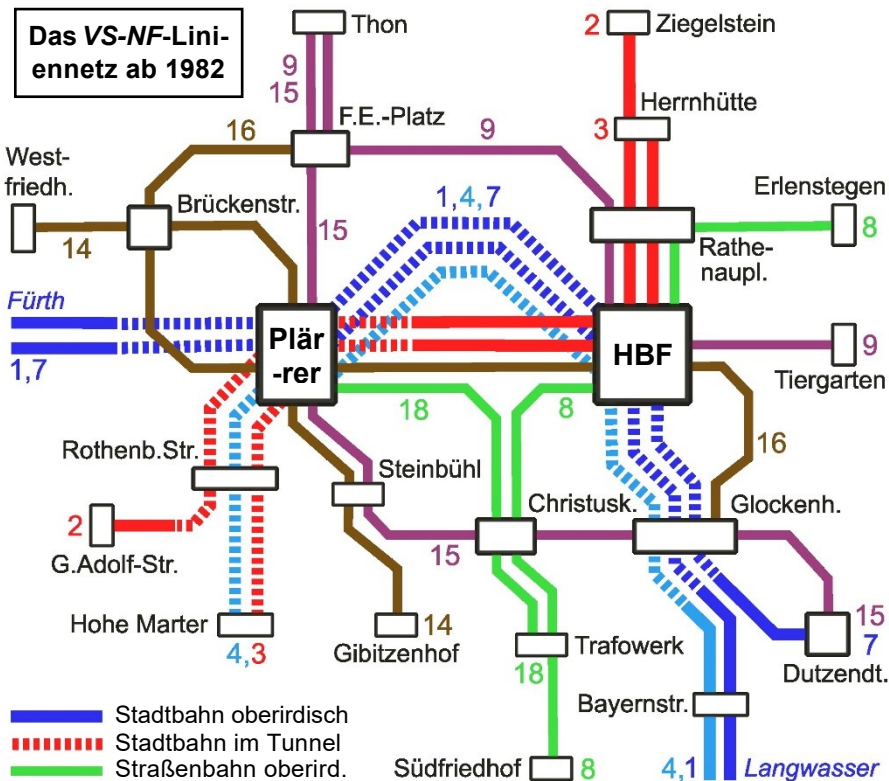 Das VS-NF-Lini-
ennetz ab 1982
Thon
9
15
F.E.-Platz
16
9
2
Ziegelstein
3
Herrnhütte
West-
friedh.
14
Brückenstr.
15
1,4,7
Erlenstegen
8
Rathe-
naupl.
Fürth
1,7
Plär-
-rer
HBF
9
Tiergarten
18
8
16
Rothenb.Str.
Steinbühl
2
G.Adolf-Str.
15
Christusk.
Glockenh.
Hohe Marter
4,3
14
Gibitzenhof
18
Trafowerk
15
7
Dutzendt.
Bayernstr.
Stadtbahn oberirdisch
Stadtbahn im Tunnel
Straßenbahn oberird.
Südfriedhof
8
4,1
Langwasser